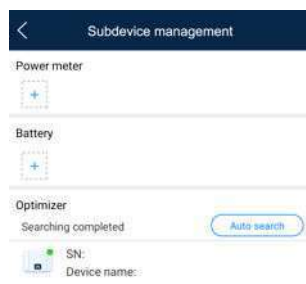 Subdevice management
Power meter
+
Battery
+
Optimizer
Searching completed Auto search
SN:
Device name: